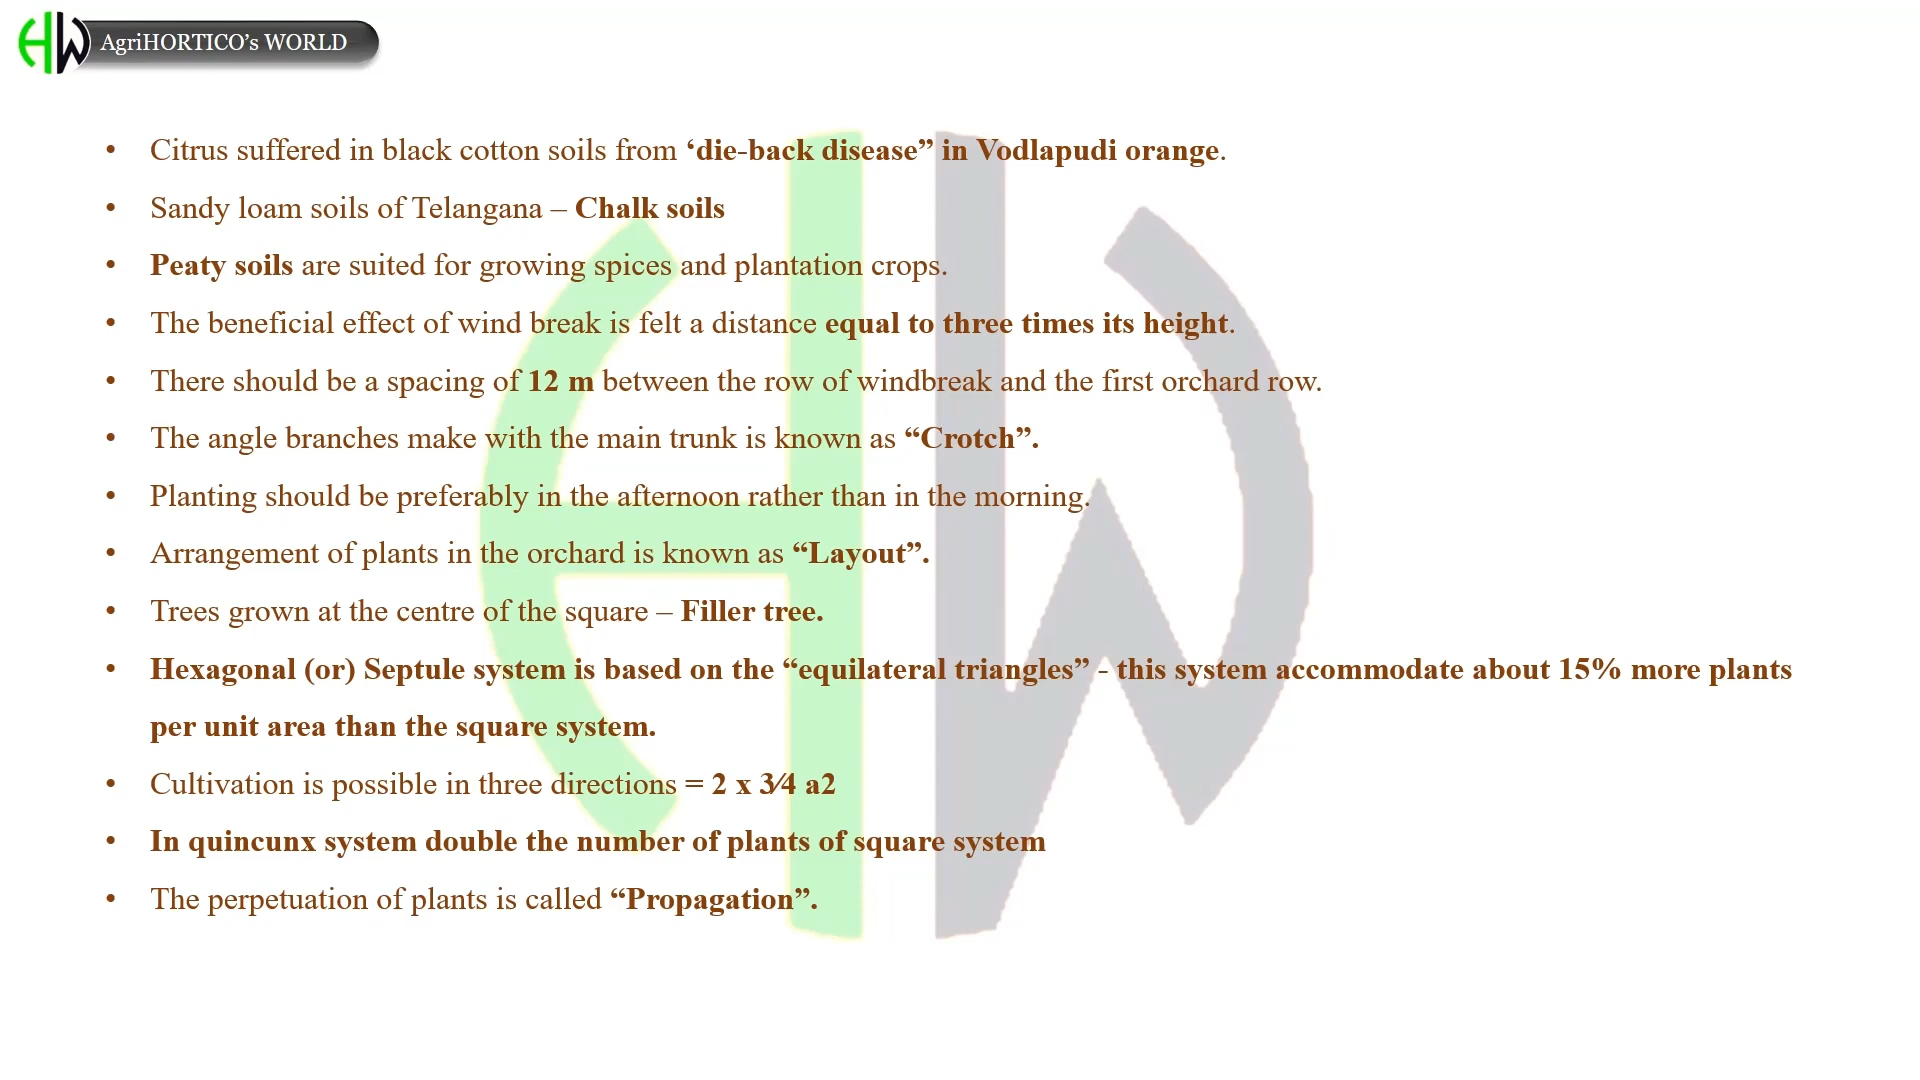 AgriHORTICO’s WORLD
• Citrus suffered in black cotton soils from ‘die-back disease” in Vodlapudi orange.
• Sandy loam soils of Telangana – Chalk soils
• Peaty soils are suited for growing spices and plantation crops.
• The beneficial effect of wind break is felt a distance equal to three times its height.
• There should be a spacing of 12 m between the row of windbreak and the first orchard row.
• The angle branches make with the main trunk is known as “Crotch”.
• Planting should be preferably in the afternoon rather than in the morning.
• Arrangement of plants in the orchard is known as “Layout”.
• Trees grown at the centre of the square – Filler tree.
• Hexagonal (or) Septule system is based on the “equilateral triangles” - this system accommodate about 15% more plants
per unit area than the square system.
• Cultivation is possible in three directions = 2 x 3⁄4 a2
• In quincunx system double the number of plants of square system
• The perpetuation of plants is called “Propagation”.